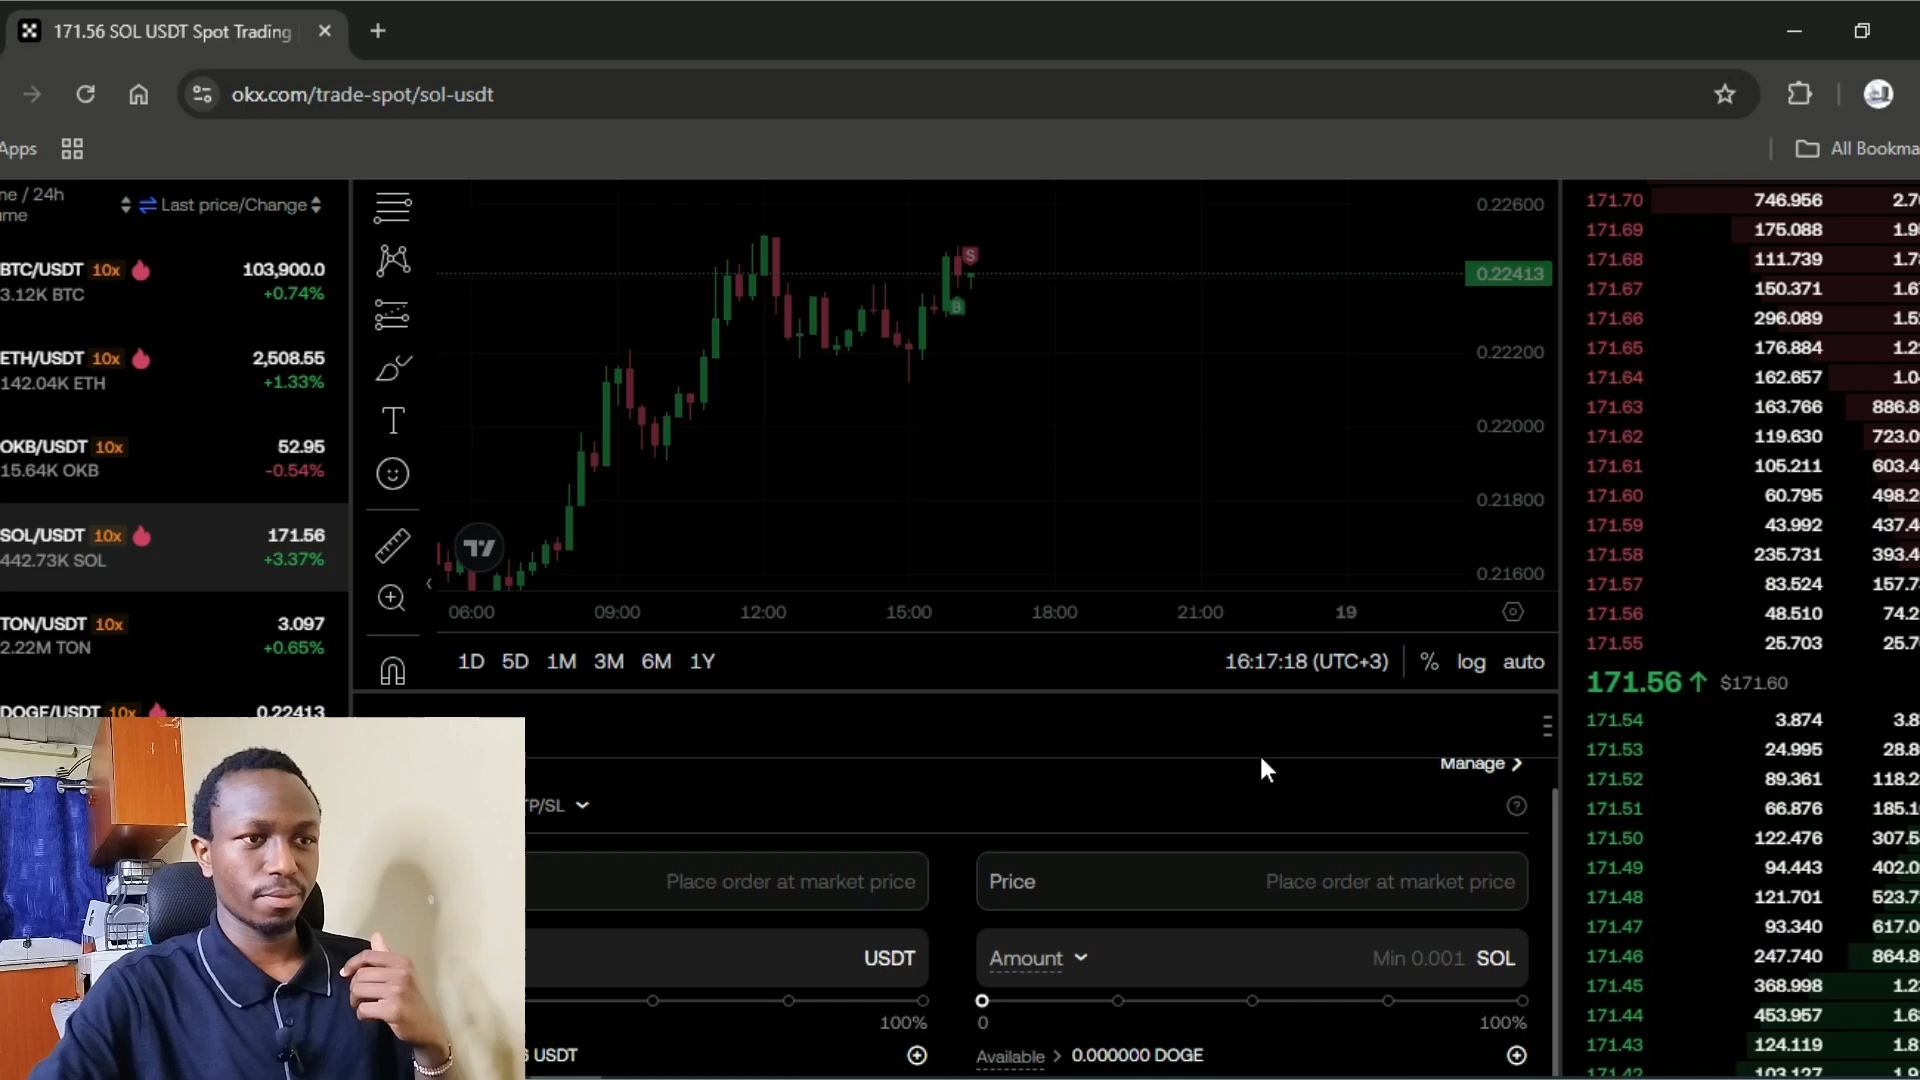 171.56 SOL USDT Spot Trading
okx.com/trade-spot/sol-usdt
Apps
All Bookma
ne / 24h
ume
Last price/Change
BTC/USDT 10x 103,900.0
3.12K BTC +0.74%
ETH/USDT 10x 2,508.55
142.04K ETH +1.33%
OKB/USDT 10x 52.95
15.64K OKB -0.54%
SOL/USDT 10x 171.56
442.73K SOL +3.37%
TON/USDT 10x 3.097
2.22M TON +0.65%
DOGE/USDT 10x 0.22413
T
0.22600
S
0.22413
B
0.22200
0.22000
0.21800
0.21600
06:00 09:00 12:00 15:00 18:00 21:00 19
1D 5D 1M 3M 6M 1Y
16:17:18 (UTC+3) % log auto
Manage
TP/SL
Place order at market price
USDT
100%
USDT
Price Place order at market price
Amount Min 0.001 SOL
0 100%
Available > 0.000000 DOGE
171.70 746.956 2.7
171.69 175.088 1.9
171.68 111.739 1.7
171.67 150.371 1.6
171.66 296.089 1.5
171.65 176.884 1.2
171.64 162.657 1.0
171.63 163.766 886.8
171.62 119.630 723.0
171.61 105.211 603.4
171.60 60.795 498.2
171.59 43.992 437.4
171.58 235.731 393.4
171.57 83.524 157.7
171.56 48.510 74.2
171.55 25.703 25.7
171.56↑ $171.60
171.54 3.874 3.8
171.53 24.995 28.8
171.52 89.361 118.2
171.51 66.876 185.1
171.50 122.476 307.5
171.49 94.443 402.0
171.48 121.701 523.7
171.47 93.340 617.0
171.46 247.740 864.8
171.45 368.998 1.2
171.44 453.957 1.6
171.43 124.119 1.8
171.42 103.127 1.9